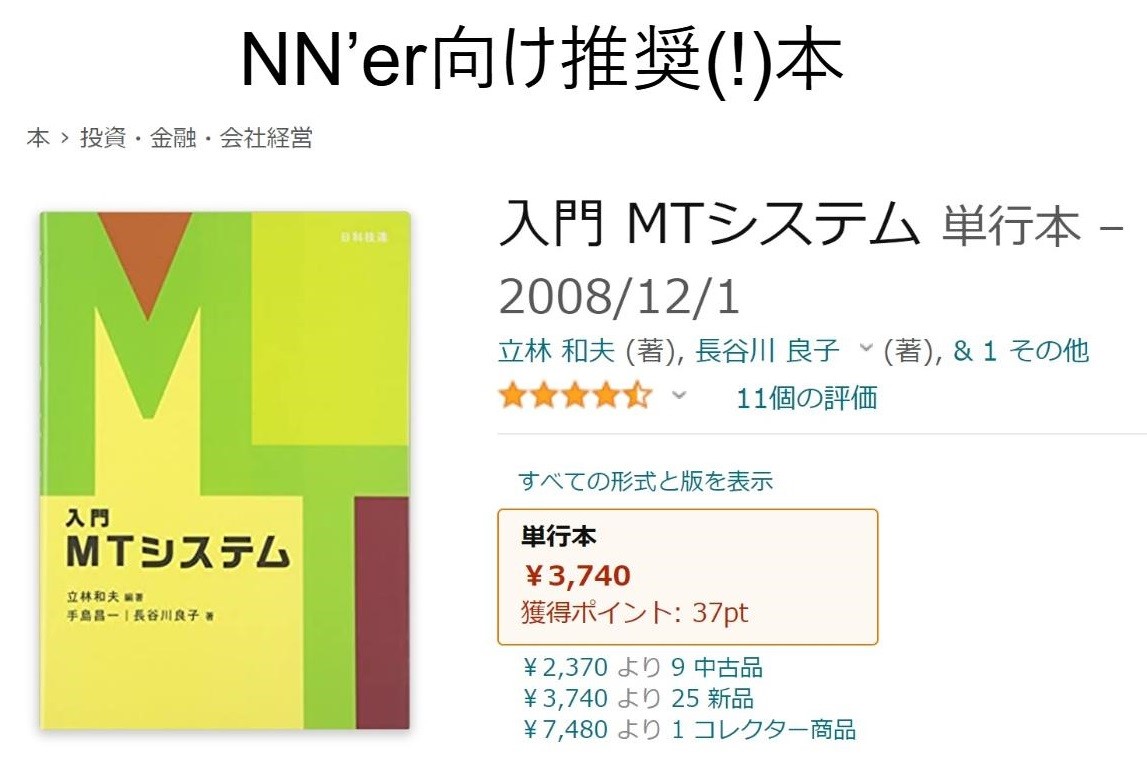 NN’er向け推奨(!)本
本 › 投資・金融・会社経営
日科技連
入門
MTシステム
立林和夫 編著
手島昌一|長谷川良子 著
入門 MTシステム 単行本 –
2008/12/1
立林 和夫 (著), 長谷川 良子 (著), & 1 その他
11個の評価
すべての形式と版を表示
単行本
￥3,740
獲得ポイント: 37pt
￥2,370 より 9 中古品
￥3,740 より 25 新品
￥7,480 より 1 コレクター商品